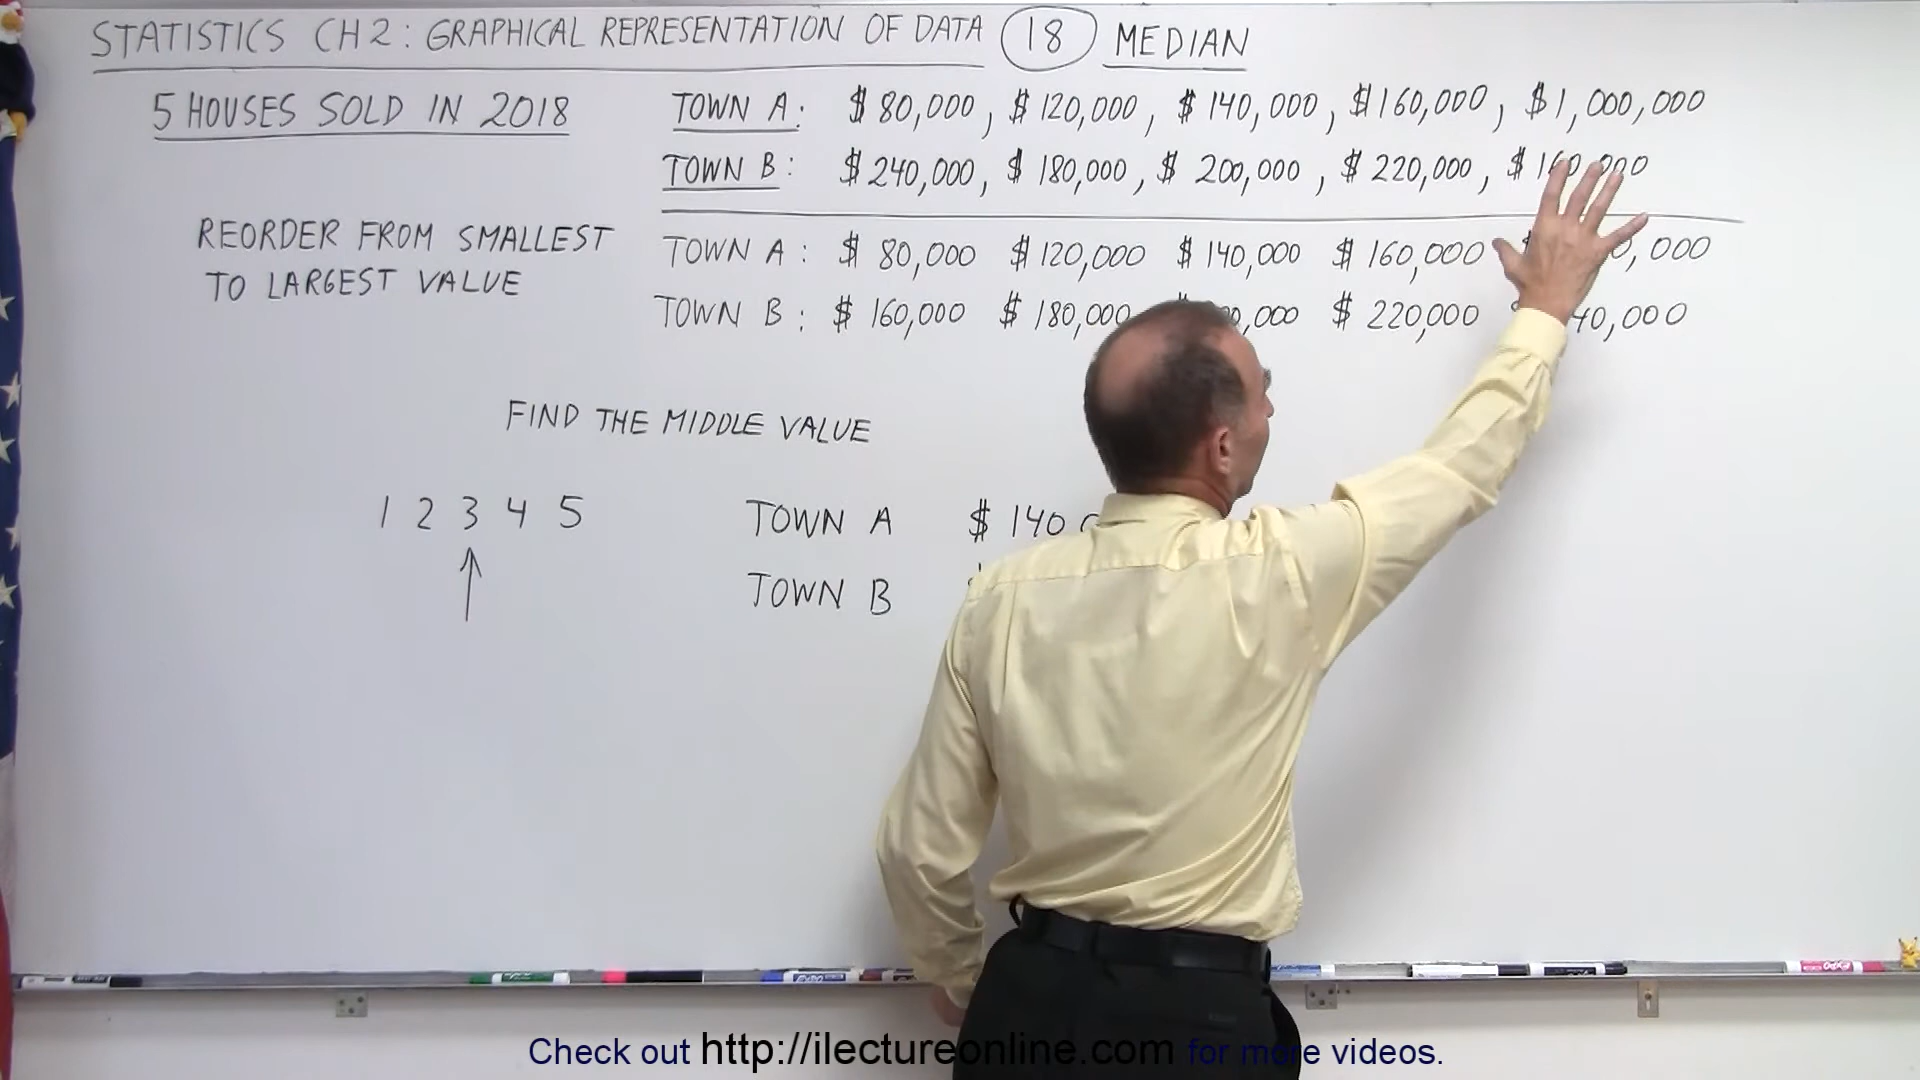 STATISTICS CH2: GRAPHICAL REPRESENTATION OF DATA 18 MEDIAN
5 HOUSES SOLD IN 2018
TOWN A: $ 80,000, $ 120,000, $ 140,000, $ 160,000, $ 1,000,000
TOWN B: $ 240,000, $ 180,000, $ 200,000, $ 220,000, $ 160,000
REORDER FROM SMALLEST
TO LARGEST VALUE
TOWN A: $ 80,000 $ 120,000 $ 140,000 $ 160,000
TOWN B: $ 160,000 $ 180,000 $ 220,000
FIND THE MIDDLE VALUE
1 2 3 4 5
TOWN A $ 140
TOWN B
Check out http://ilectureonline.com for more videos.